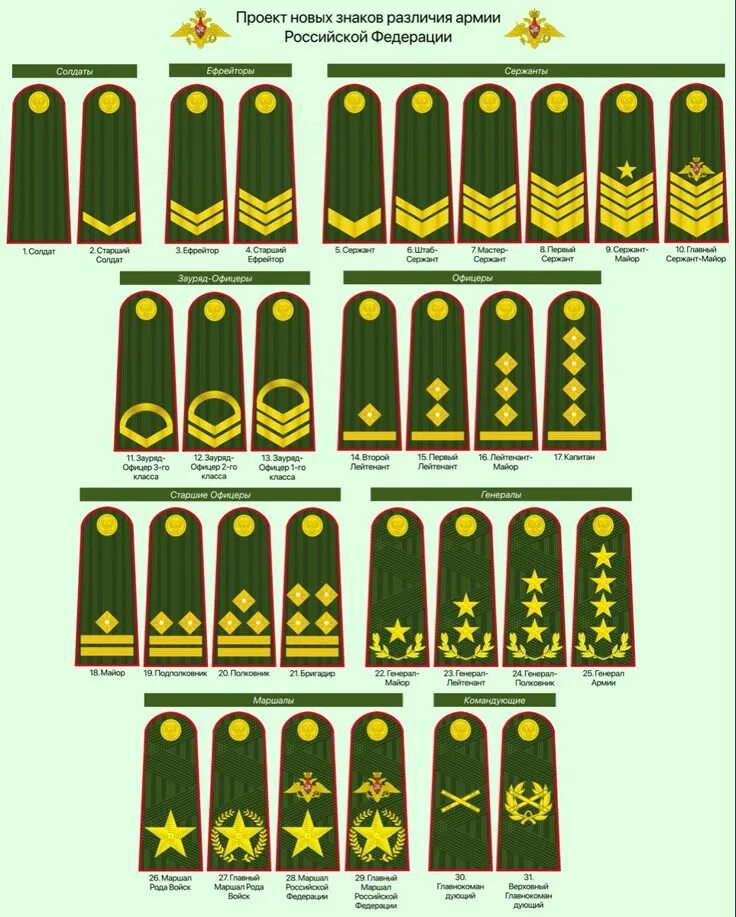 Проект новых знаков различия армии
Российской Федерации
Солдаты
Ефрейторы
Сержанты
1. Солдат
2. Старший
Солдат
3. Ефрейтор
4. Старший
Ефрейтор
5. Сержант
6. Штаб-
Сержант
7. Мастер-
Сержант
8. Первый
Сержант
9. Сержант-
Майор
10. Главный
Сержант-Майор
Зауряд-Офицеры
Офицеры
11. Зауряд-
Офицер 3-го
класса
12. Зауряд-
Офицер 2-го
класса
13. Зауряд-
Офицер 1-го
класса
14. Второй
Лейтенант
15. Первый
Лейтенант
16. Лейтенант-
Майор
17. Капитан
Старшие Офицеры
Генералы
18. Майор
19. Подполковник
20. Полковник
21. Бригадир
22. Генерал-
Майор
23. Генерал-
Лейтенант
24. Генерал-
Полковник
25. Генерал
Армии
Маршалы
Командующие
26. Маршал
Рода Войск
27. Главный
Маршал Рода
Войск
28. Маршал
Российской
Федерации
29. Главный
Маршал
Российской
Федерации
30.
Главнокоман
дующий
31.
Верховный
Главнокоман
дующий